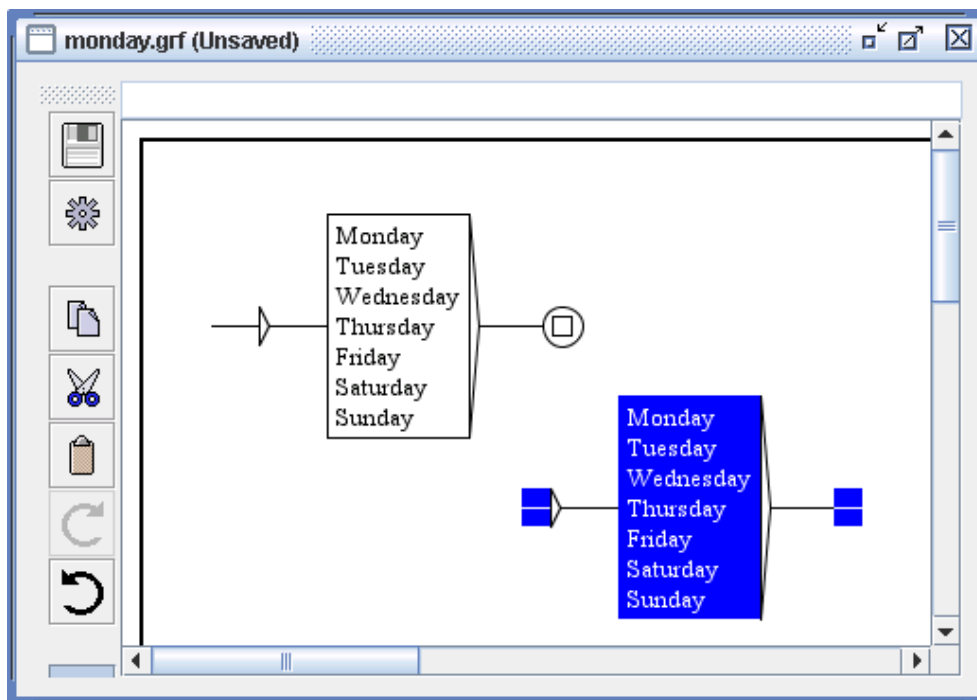 monday.grf (Unsaved)
Monday
Tuesday
Wednesday
Thursday
Friday
Saturday
Sunday
Monday
Tuesday
Wednesday
Thursday
Friday
Saturday
Sunday